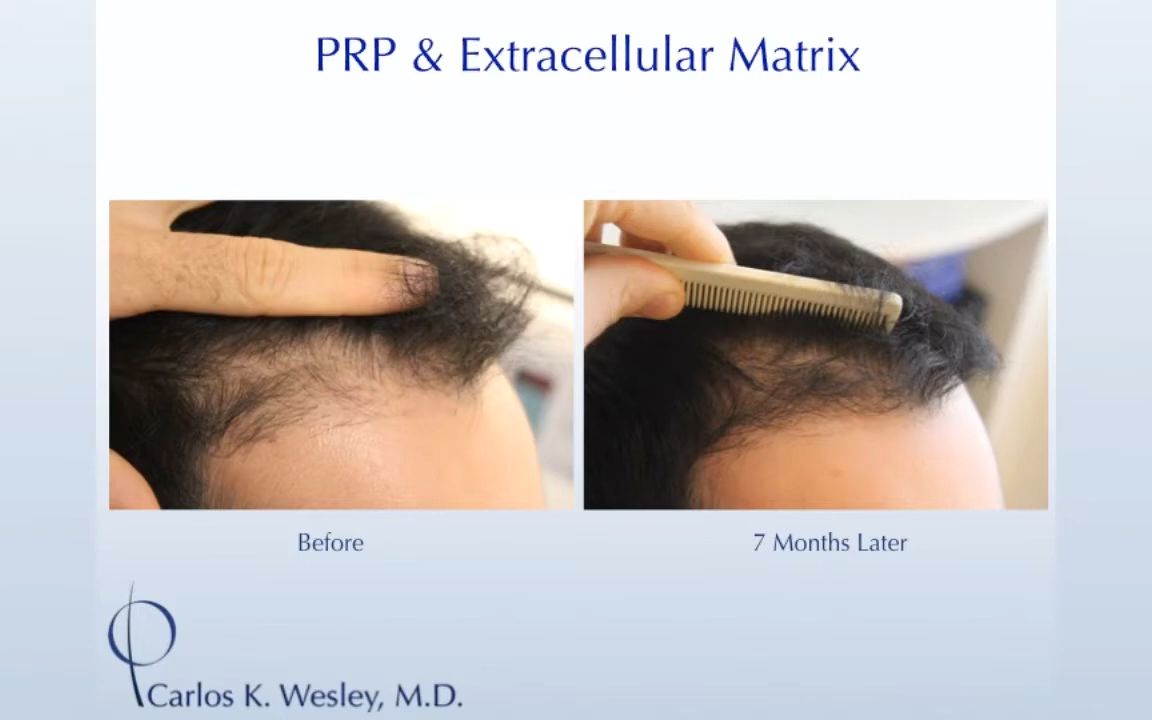 PRP & Extracellular Matrix
Before
7 Months Later
Carlos K. Wesley, M.D.